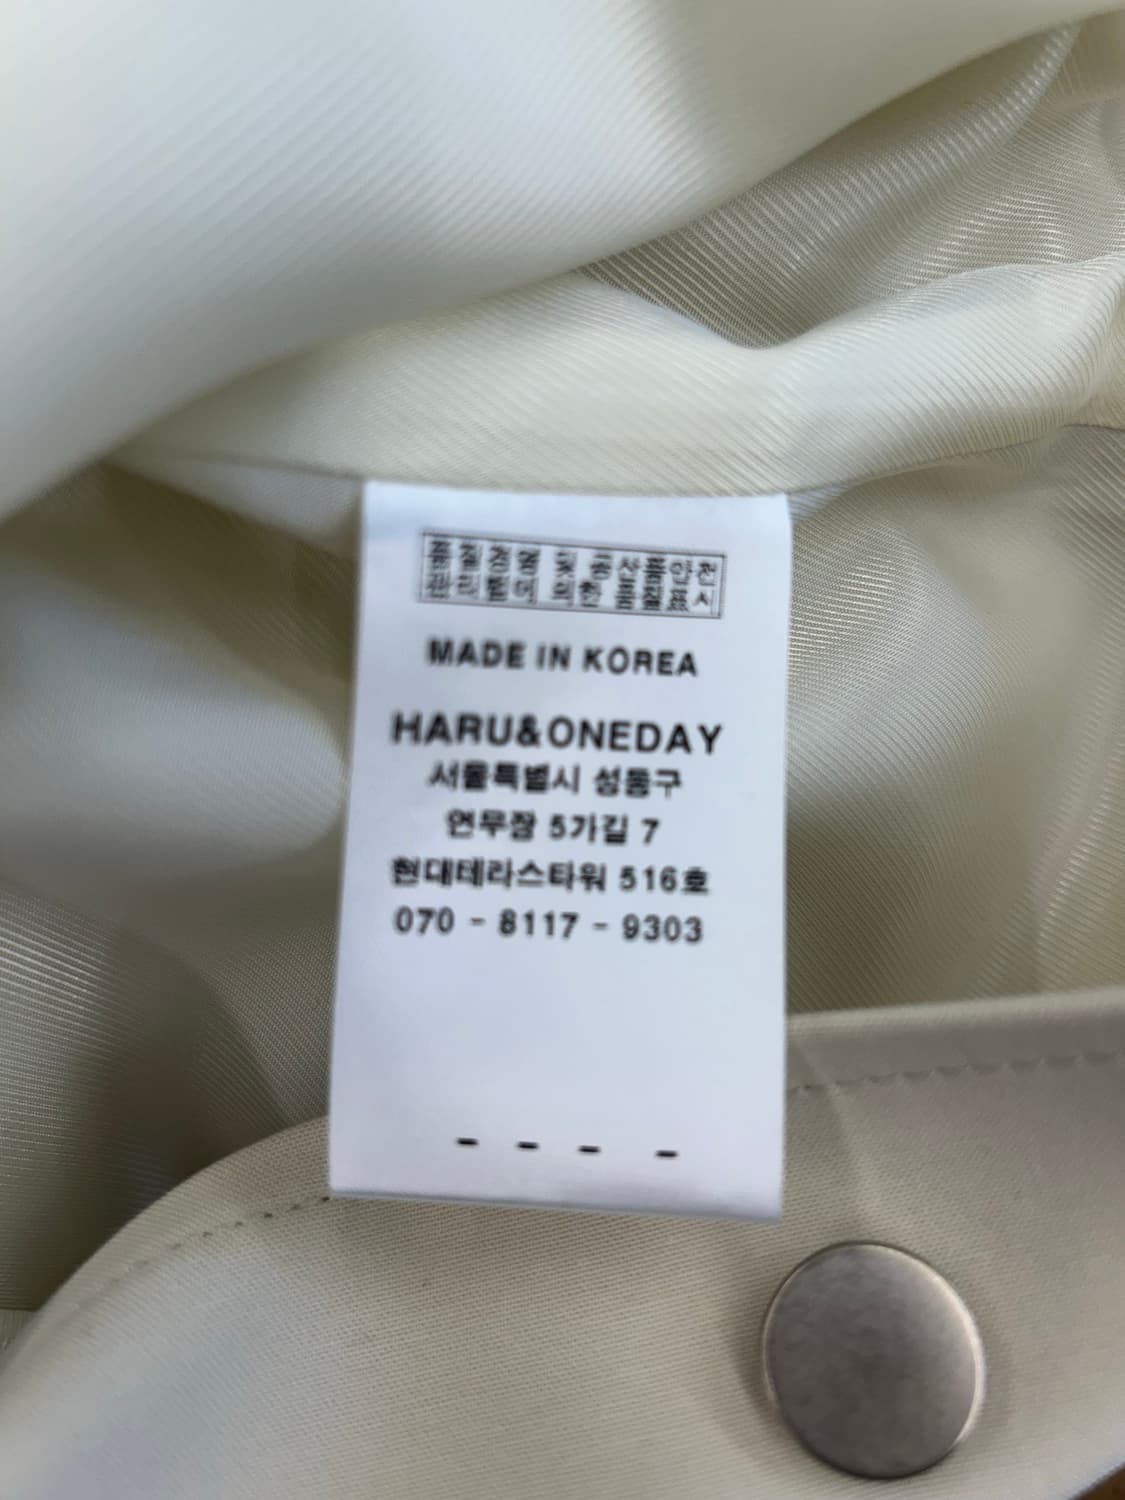 품질경영 및 공산품안전
관리법에 의한 품질표시
MADE IN KOREA
HARU&ONEDAY
서울특별시 성동구
연무장 5가길 7
현대테라스타워 516호
070 - 8117 - 9303
- - - -